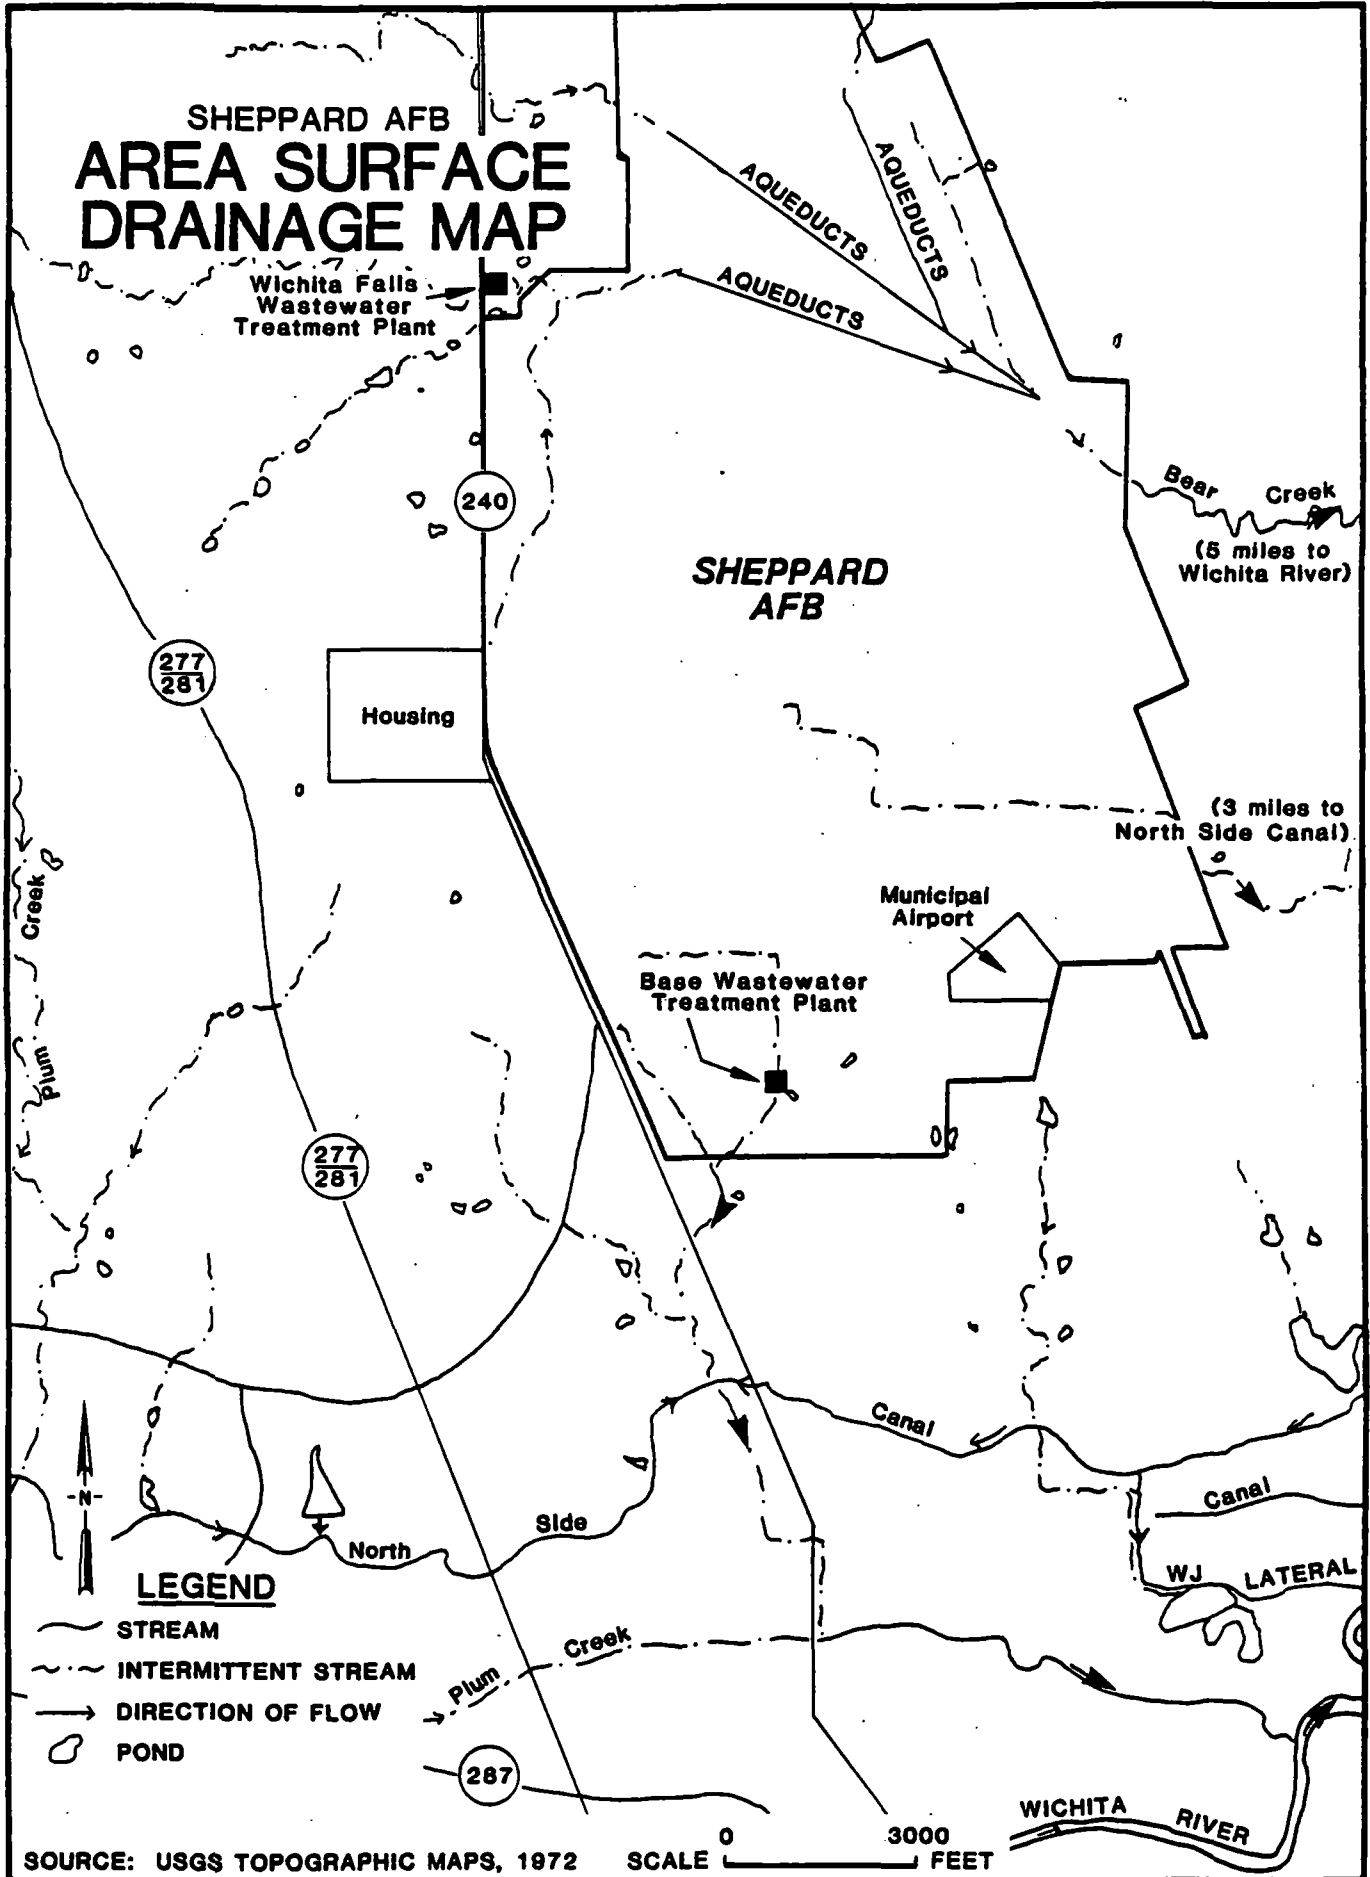 SHEPPARD AFB
AREA SURFACE
DRAINAGE MAP
AQUEDUCTS
AQUEDUCTS
AQUEDUCTS
Wichita Falls
Wastewater
Treatment Plant
240
Bear Creek
(5 miles to
Wichita River)
SHEPPARD
AFB
277
281
Housing
(3 miles to
North Side Canal)
Plum Creek
Municipal
Airport
Base Wastewater
Treatment Plant
277
281
Canal
Canal
-N-
North Side
WJ LATERAL
LEGEND
STREAM
INTERMITTENT STREAM
DIRECTION OF FLOW
POND
Plum Creek
287
WICHITA RIVER
0 3000
SOURCE: USGS TOPOGRAPHIC MAPS, 1972 SCALE FEET